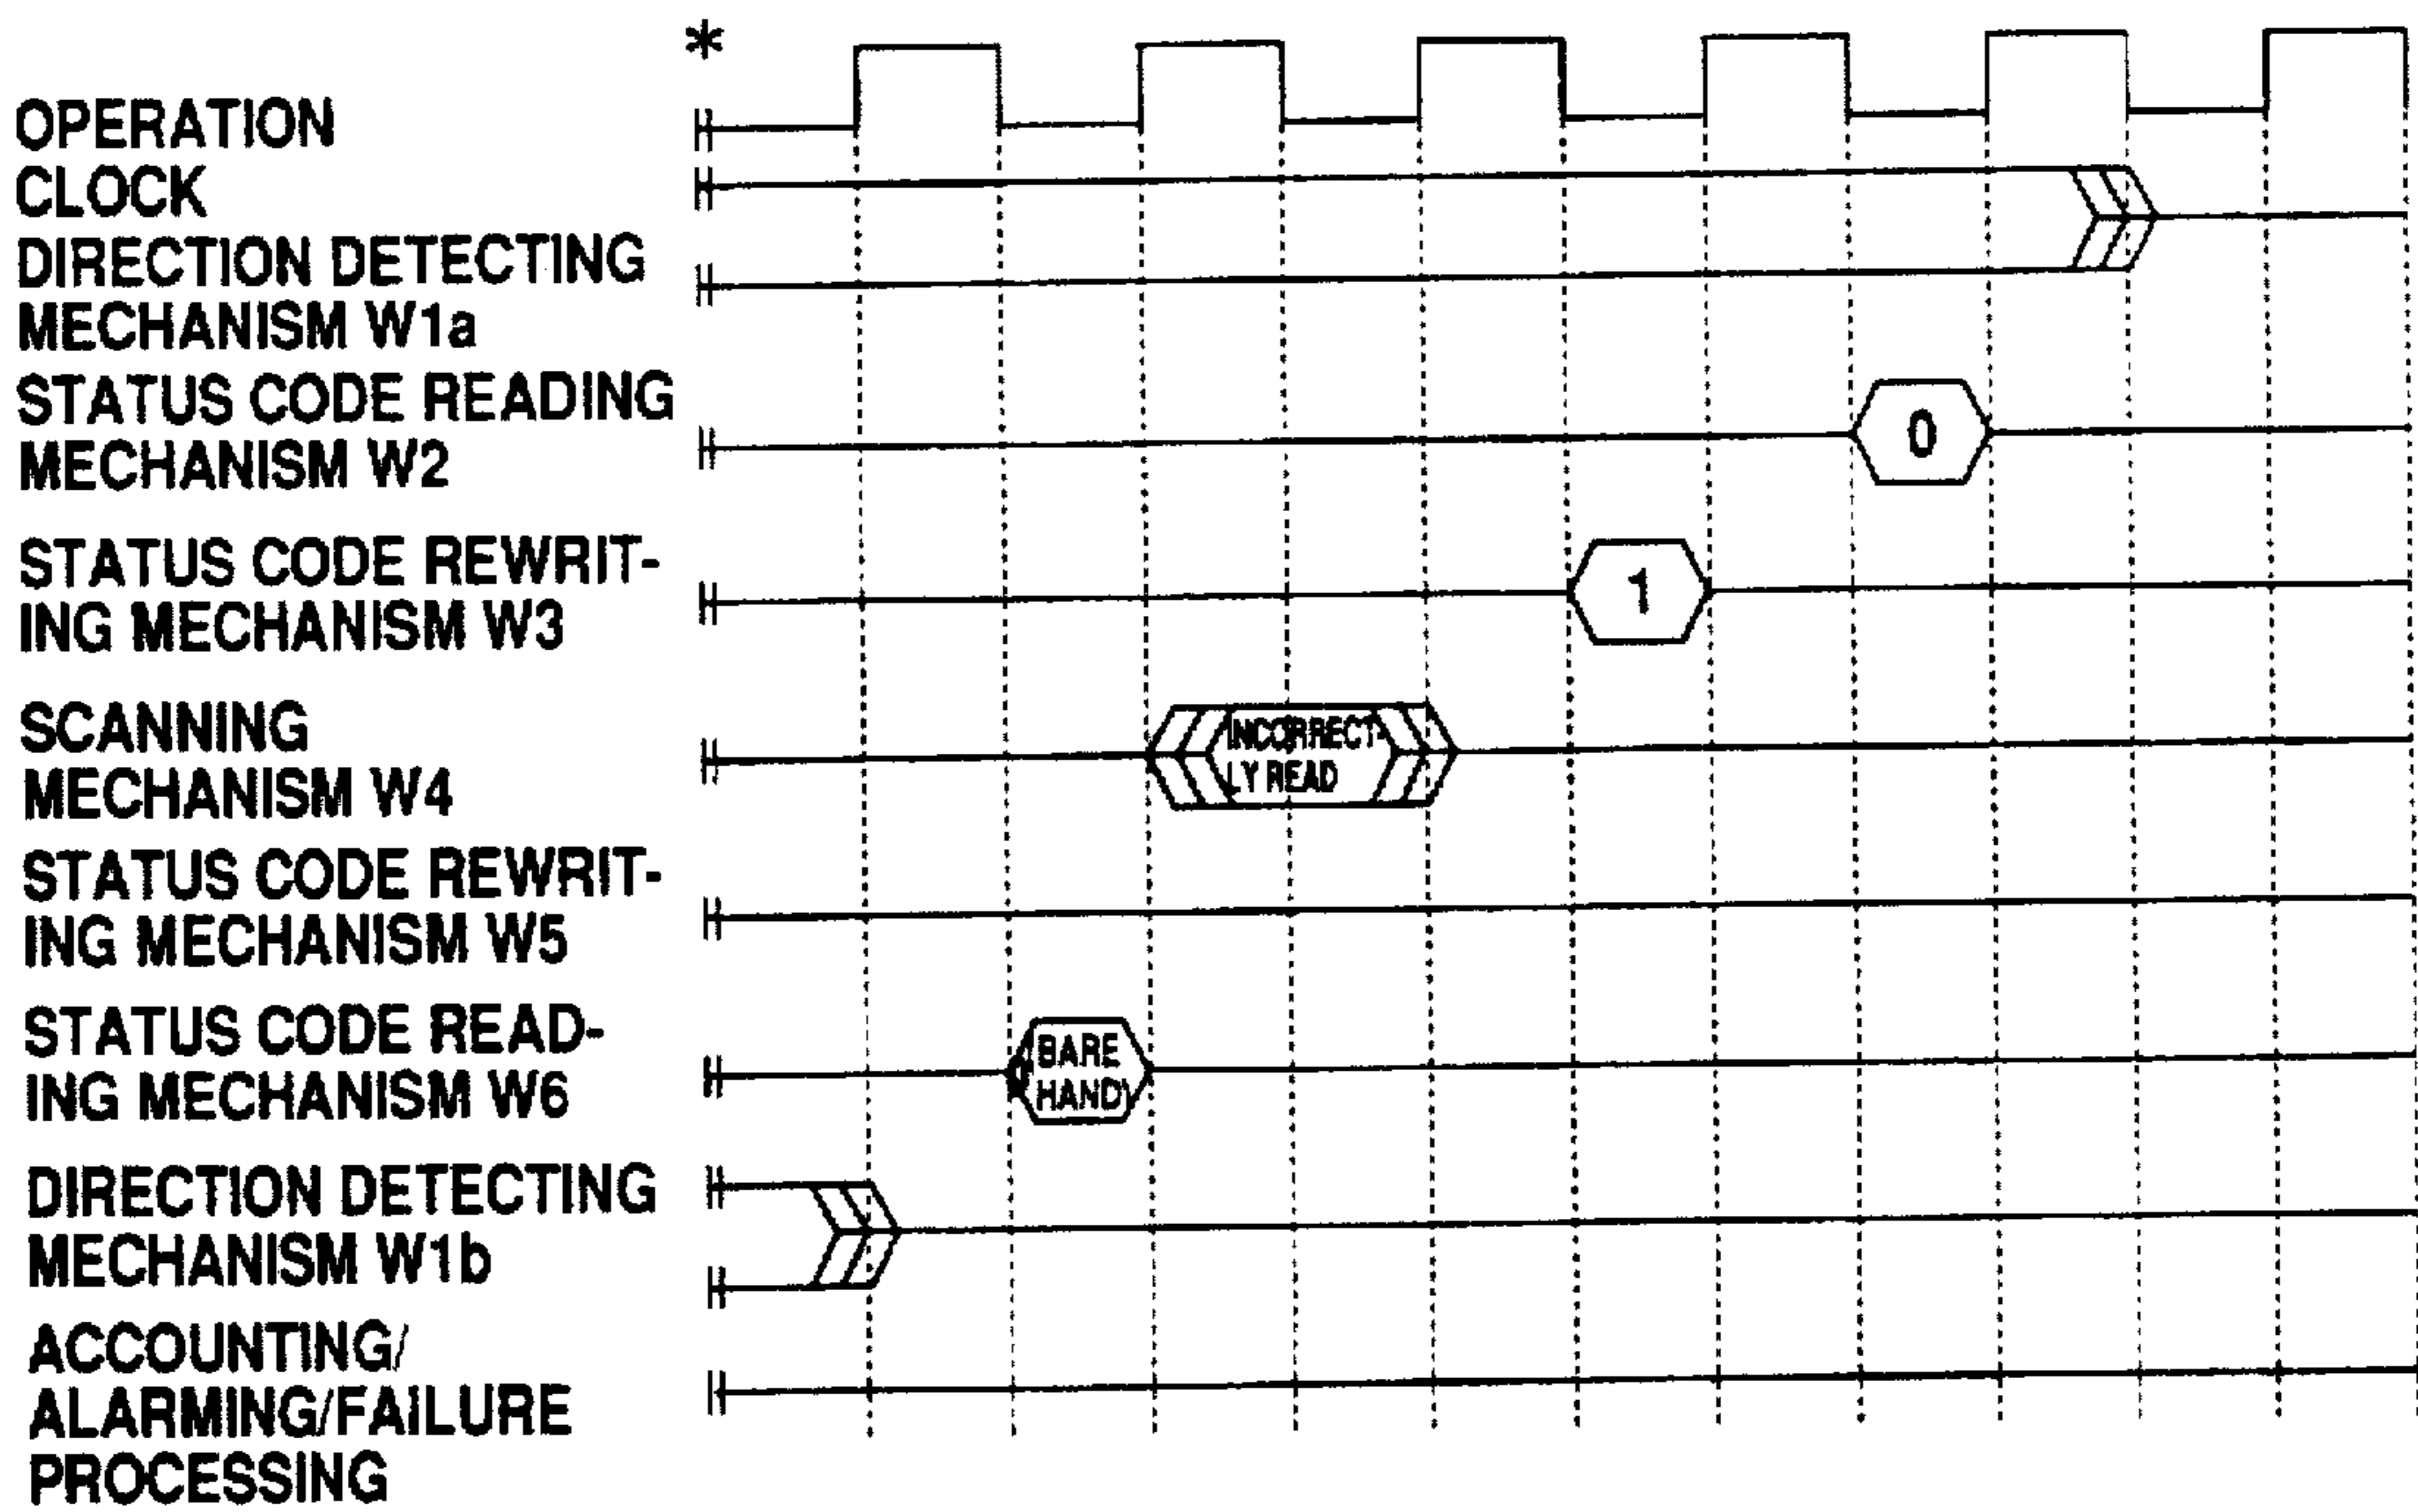 *
OPERATION
CLOCK
DIRECTION DETECTING
MECHANISM W1a
STATUS CODE READING
MECHANISM W2
0
STATUS CODE REWRIT-
ING MECHANISM W3
1
SCANNING
MECHANISM W4
INCORRECT-
LY READ
STATUS CODE REWRIT-
ING MECHANISM W5
STATUS CODE READ-
ING MECHANISM W6
0(BARE
HAND)
DIRECTION DETECTING
MECHANISM W1b
ACCOUNTING/
ALARMING/FAILURE
PROCESSING